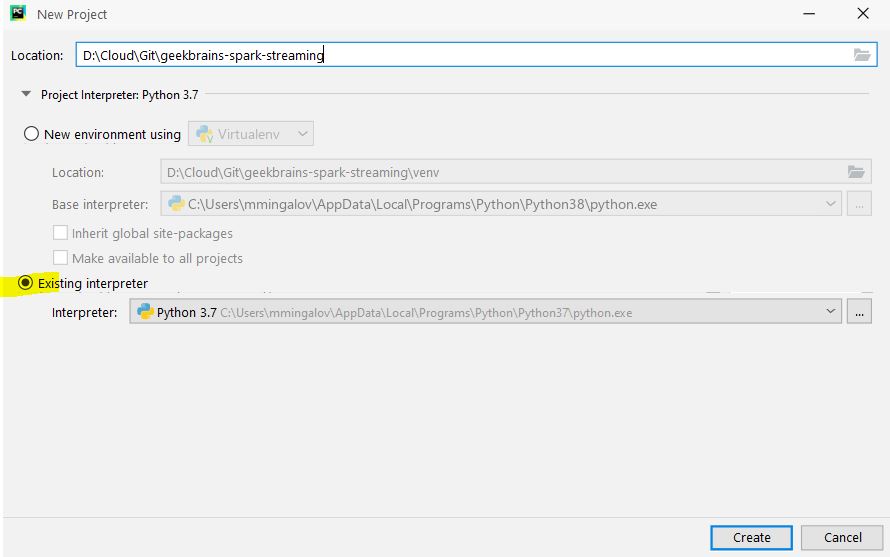 PC
New Project
Location: D:\Cloud\Git\geekbrains-spark-streaming
Project Interpreter: Python 3.7
New environment using Virtualenv
Location: D:\Cloud\Git\geekbrains-spark-streaming\venv
Base interpreter: C:\Users\mmingalov\AppData\Local\Programs\Python\Python38\python.exe ...
Inherit global site-packages
Make available to all projects
Existing interpreter
Interpreter: Python 3.7 C:\Users\mmingalov\AppData\Local\Programs\Python\Python37\python.exe ...
Create Cancel